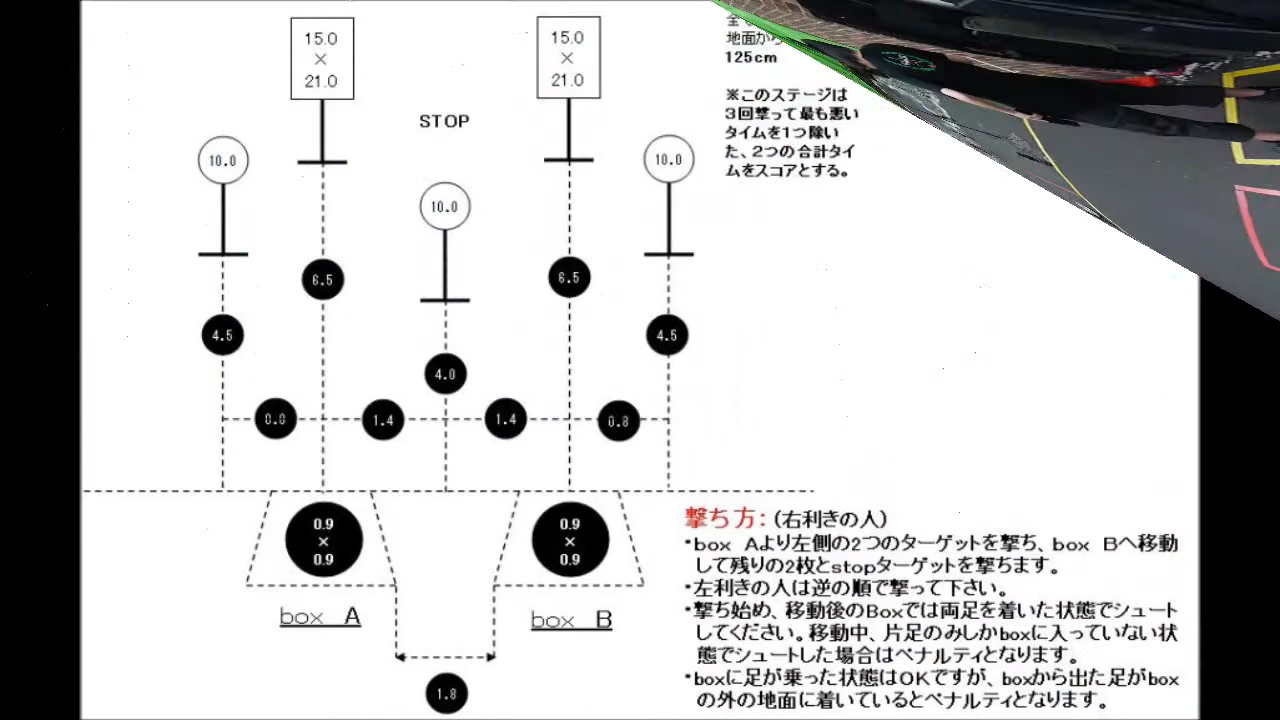 15.0
×
21.0
15.0
×
21.0
地面から
125cm
STOP
※このステージは
3回撃って最も悪い
タイムを1つ除い
た、2つの合計タイ
ムをスコアとする。
10.0
10.0
10.0
6.5
6.5
4.5
4.5
4.0
0.0
1.4
1.4
0.8
0.9
×
0.9
0.9
×
0.9
box A
box B
1.8
撃ち方：（右利きの人）
・box Aより左側の2つのターゲットを撃ち、box Bへ移動
して残りの2枚とstopターゲットを撃ちます。
・左利きの人は逆の順で撃って下さい。
・撃ち始め、移動後のBoxでは両足を着いた状態でシュート
してください。移動中、片足のみしかboxに入っていない状
態でシュートした場合はペナルティとなります。
・boxに足が乗った状態はOKですが、boxから出た足がbox
の外の地面に着いているとペナルティとなります。